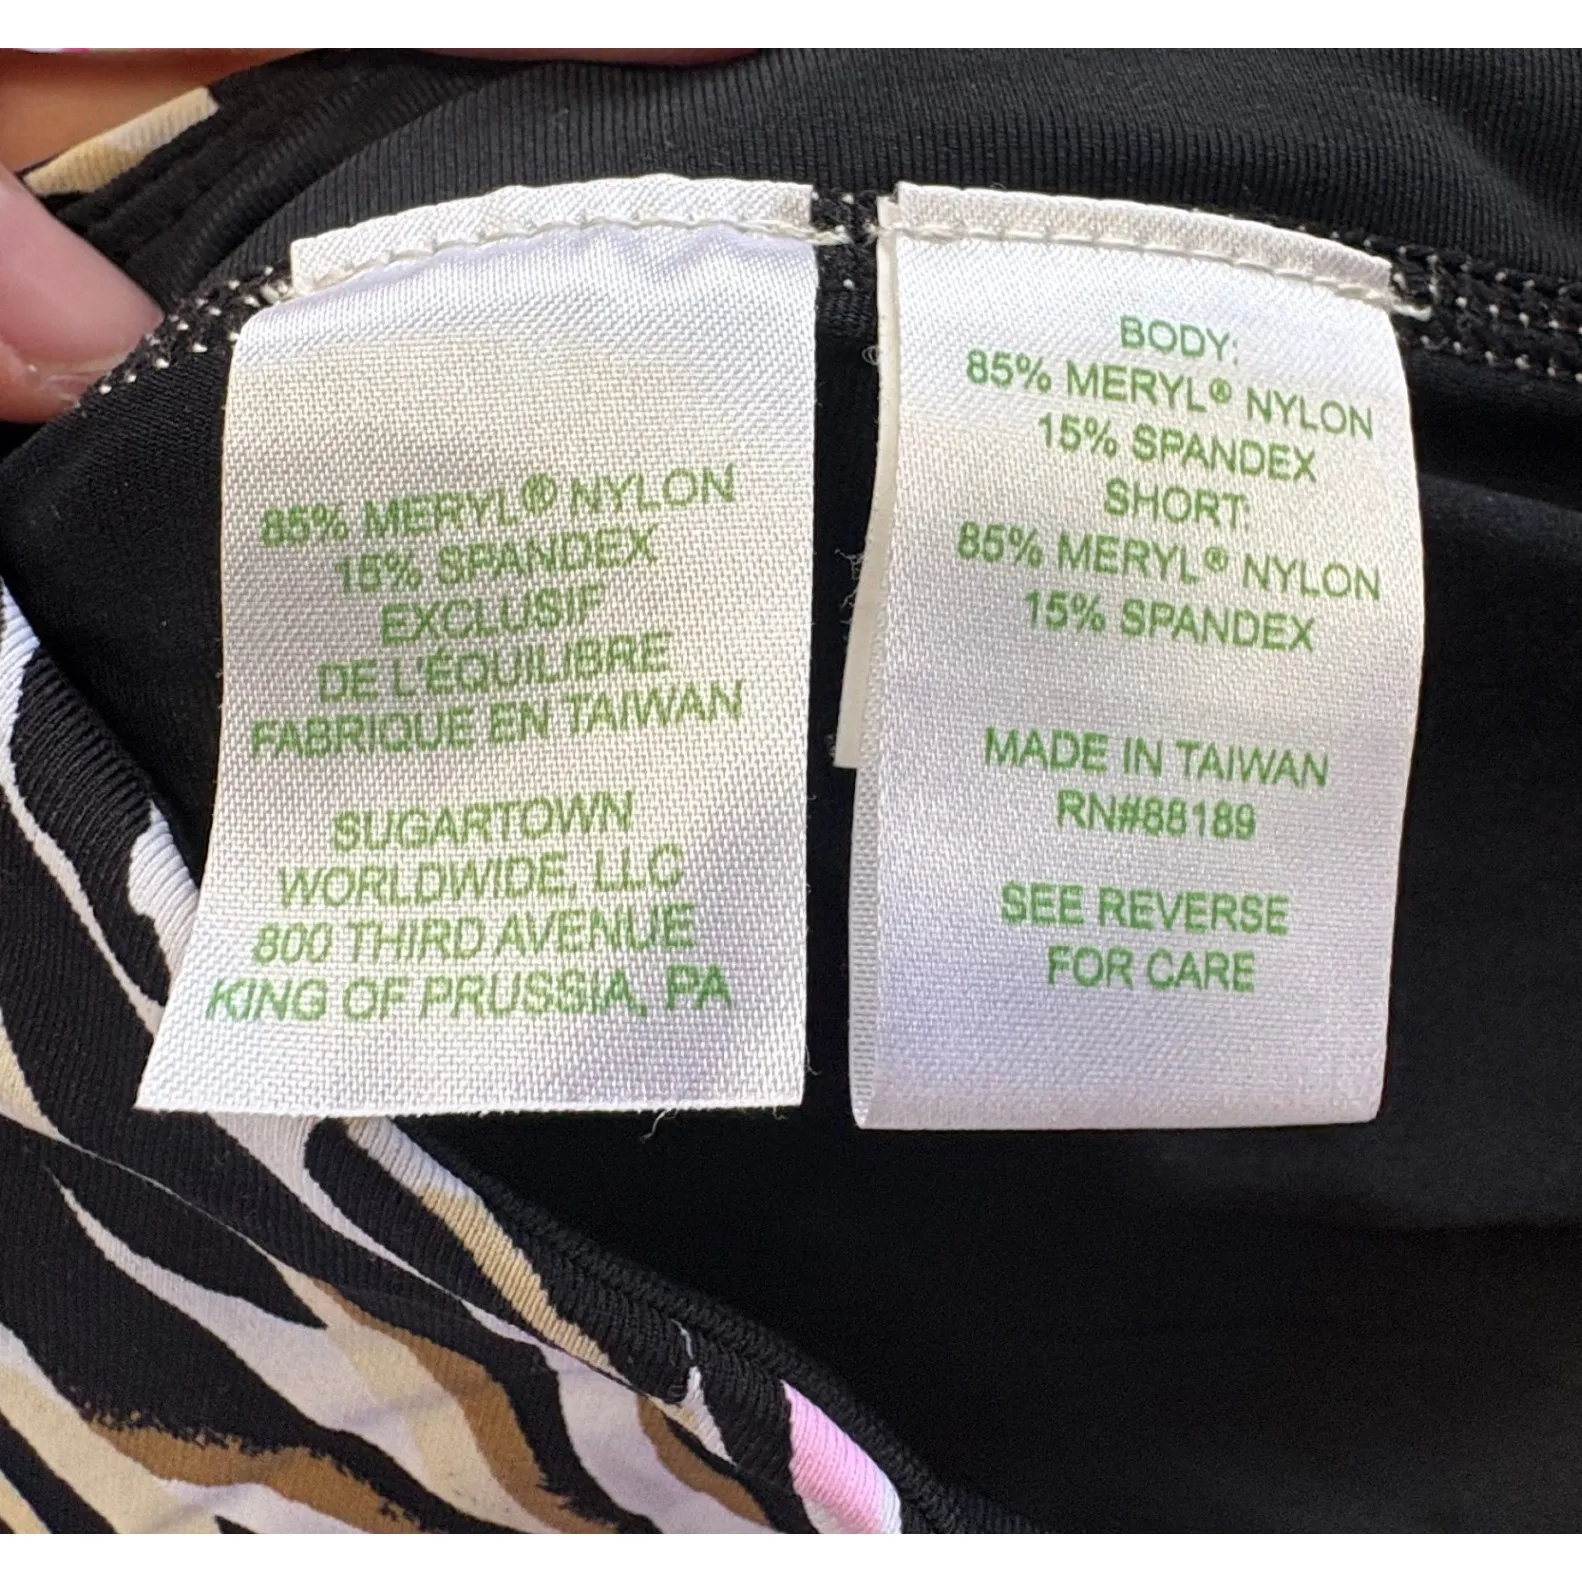 85% MERYL® NYLON
15% SPANDEX
EXCLUSIF
DE L'ÉQUILIBRE
FABRIQUE EN TAIWAN
SUGARTOWN
WORLDWIDE, LLC
800 THIRD AVENUE
KING OF PRUSSIA, PA
BODY:
85% MERYL® NYLON
15% SPANDEX
SHORT:
85% MERYL® NYLON
15% SPANDEX
MADE IN TAIWAN
RN#88189
SEE REVERSE
FOR CARE